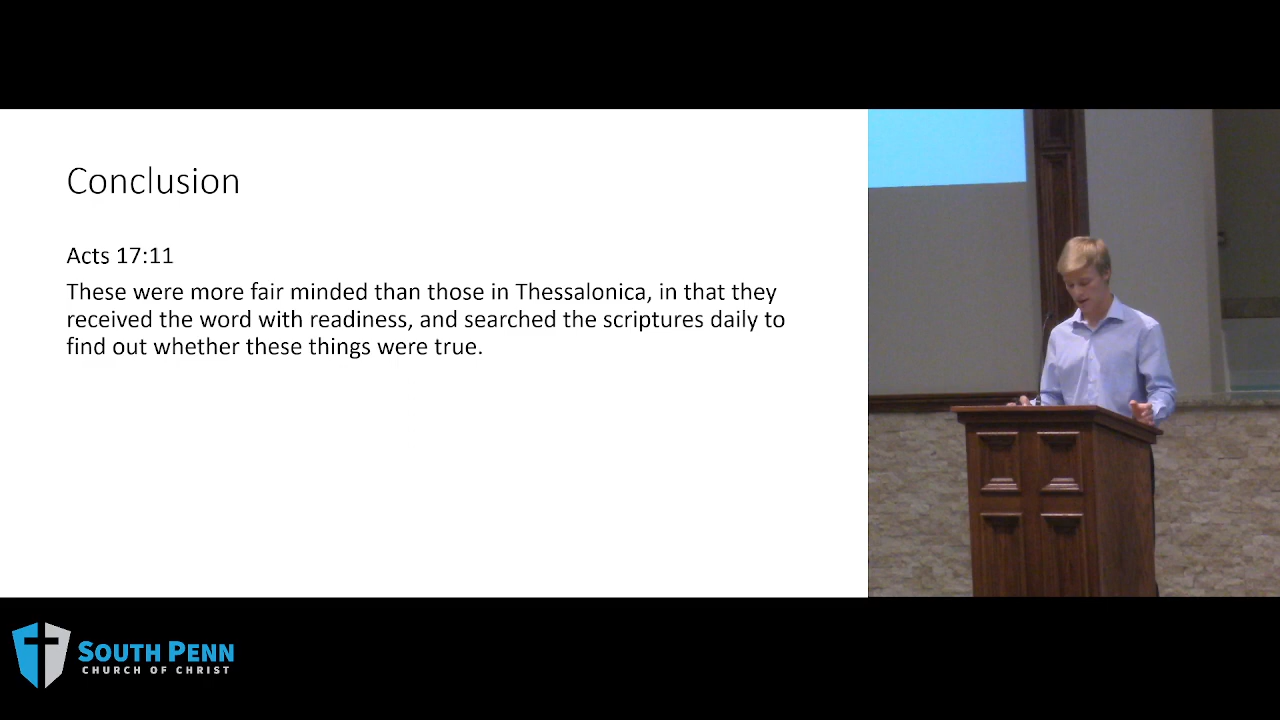 Conclusion
Acts 17:11
These were more fair minded than those in Thessalonica, in that they
received the word with readiness, and searched the scriptures daily to
find out whether these things were true.
SOUTH PENN
CHURCH OF CHRIST